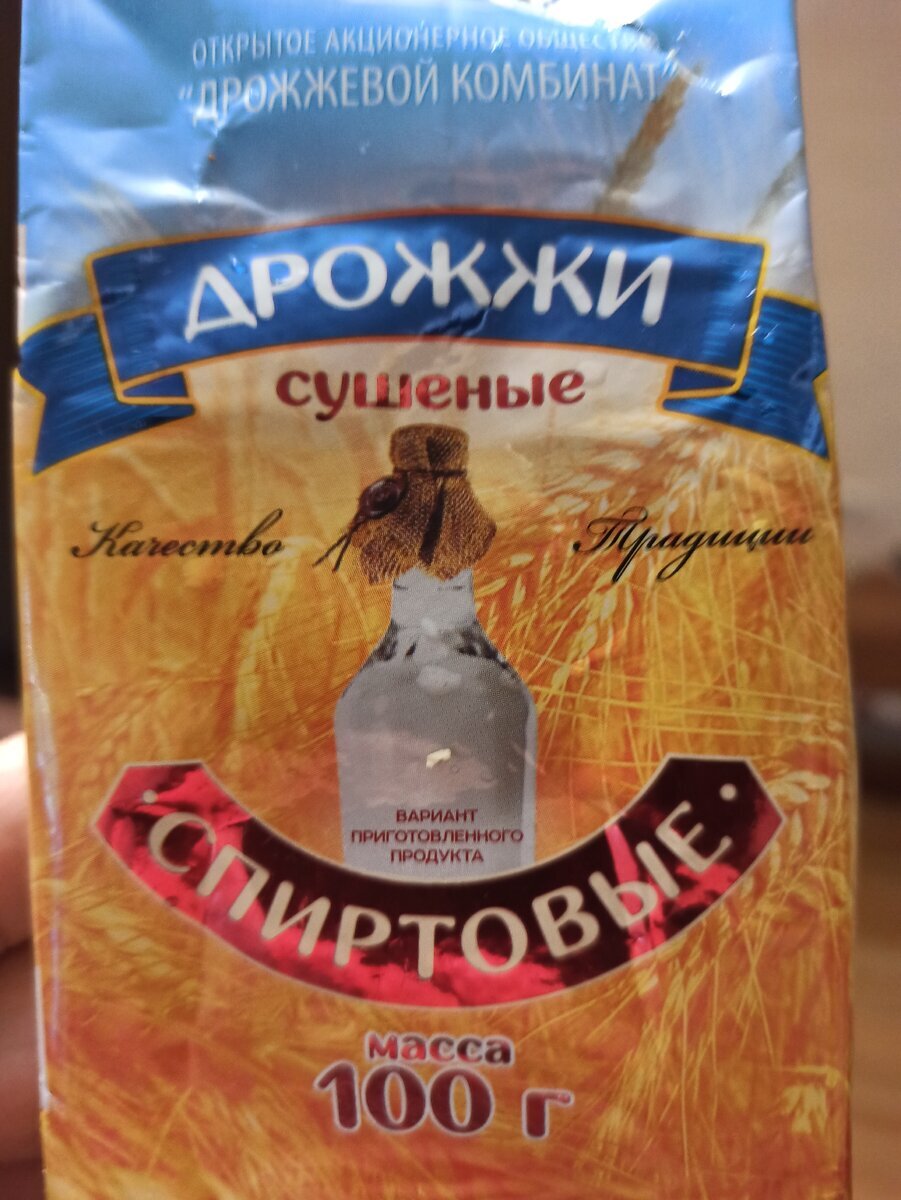 ОТКРЫТОЕ АКЦИОНЕРНОЕ ОБЩЕСТВО
"ДРОЖЖЕВОЙ КОМБИНАТ"
ДРОЖЖИ
сушеные
Качество
Традиции
ВАРИАНТ
ПРИГОТОВЛЕННОГО
ПРОДУКТА
СПИРТОВЫЕ
масса
100 г